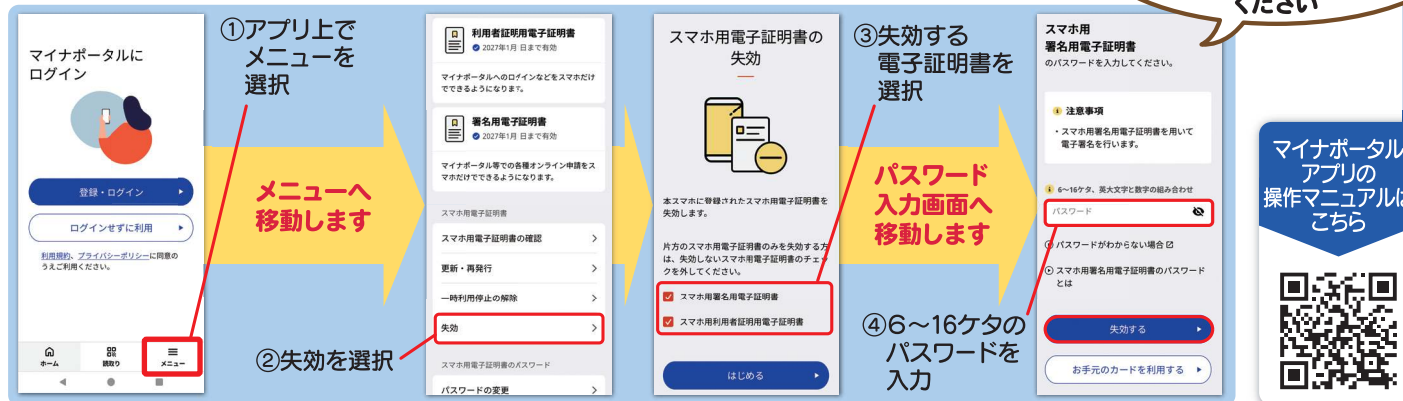 ください
マイナポータルに
ログイン
登録・ログイン
ログインせずに利用
利用規約、プライバシーポリシーに同意の
うえご利用ください。
ホーム
読取り
メニュー
①アプリ上で
メニューを
選択
メニューへ
移動します
利用者証明用電子証明書
2027年1月 日まで有効
マイナポータルへのログインなどをスマホだけ
でできるようになります。
署名用電子証明書
2027年1月 日まで有効
マイナポータル等での各種オンライン申請をス
マホだけでできるようになります。
スマホ用電子証明書
スマホ用電子証明書の確認
更新・再発行
一時利用停止の解除
失効
スマホ用電子証明書のパスワード
パスワードの変更
②失効を選択
スマホ用電子証明書の
失効
本スマホに登録されたスマホ用電子証明書を
失効します。
片方のスマホ用電子証明書のみを失効する方
は、失効しないスマホ用電子証明書のチェッ
クを外してください。
スマホ用署名用電子証明書
スマホ用利用者証明用電子証明書
はじめる
③失効する
電子証明書を
選択
パスワード
入力画面へ
移動します
④6～16ケタの
パスワードを
入力
スマホ用
署名用電子証明書
のパスワードを入力してください。
注意事項
・スマホ用署名用電子証明書を用いて
電子署名を行います。
6~16ケタ、英大文字と数字の組み合わせ
パスワード
パスワードがわからない場合
スマホ用署名用電子証明書のパスワード
とは
失効する
お手元のカードを利用する
マイナポータル
アプリの
操作マニュアルは
こちら